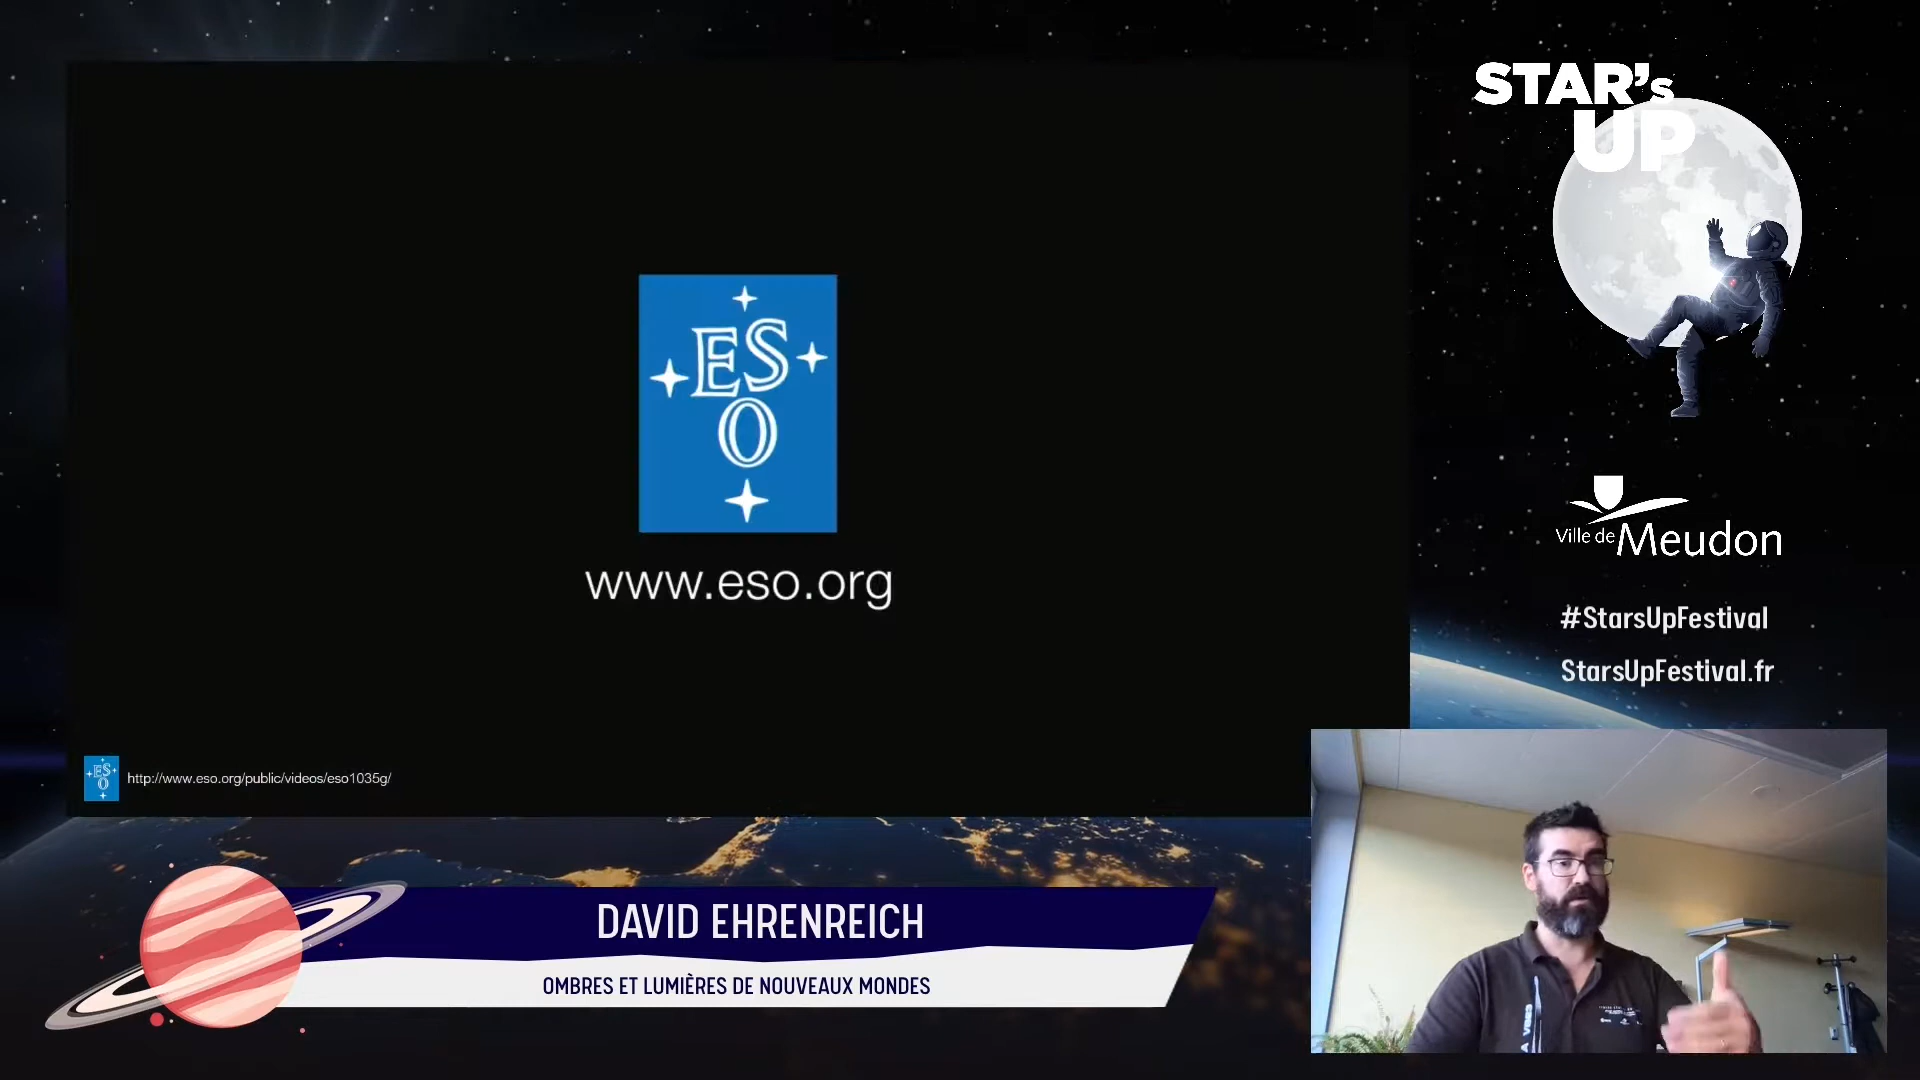 STAR's
UP
ES
O
www.eso.org
Ville de Meudon
#StarsUpFestival
StarsUpFestival.fr
ES
O
http://www.eso.org/public/videos/eso1035g/
DAVID EHRENREICH
OMBRES ET LUMIÈRES DE NOUVEAUX MONDES